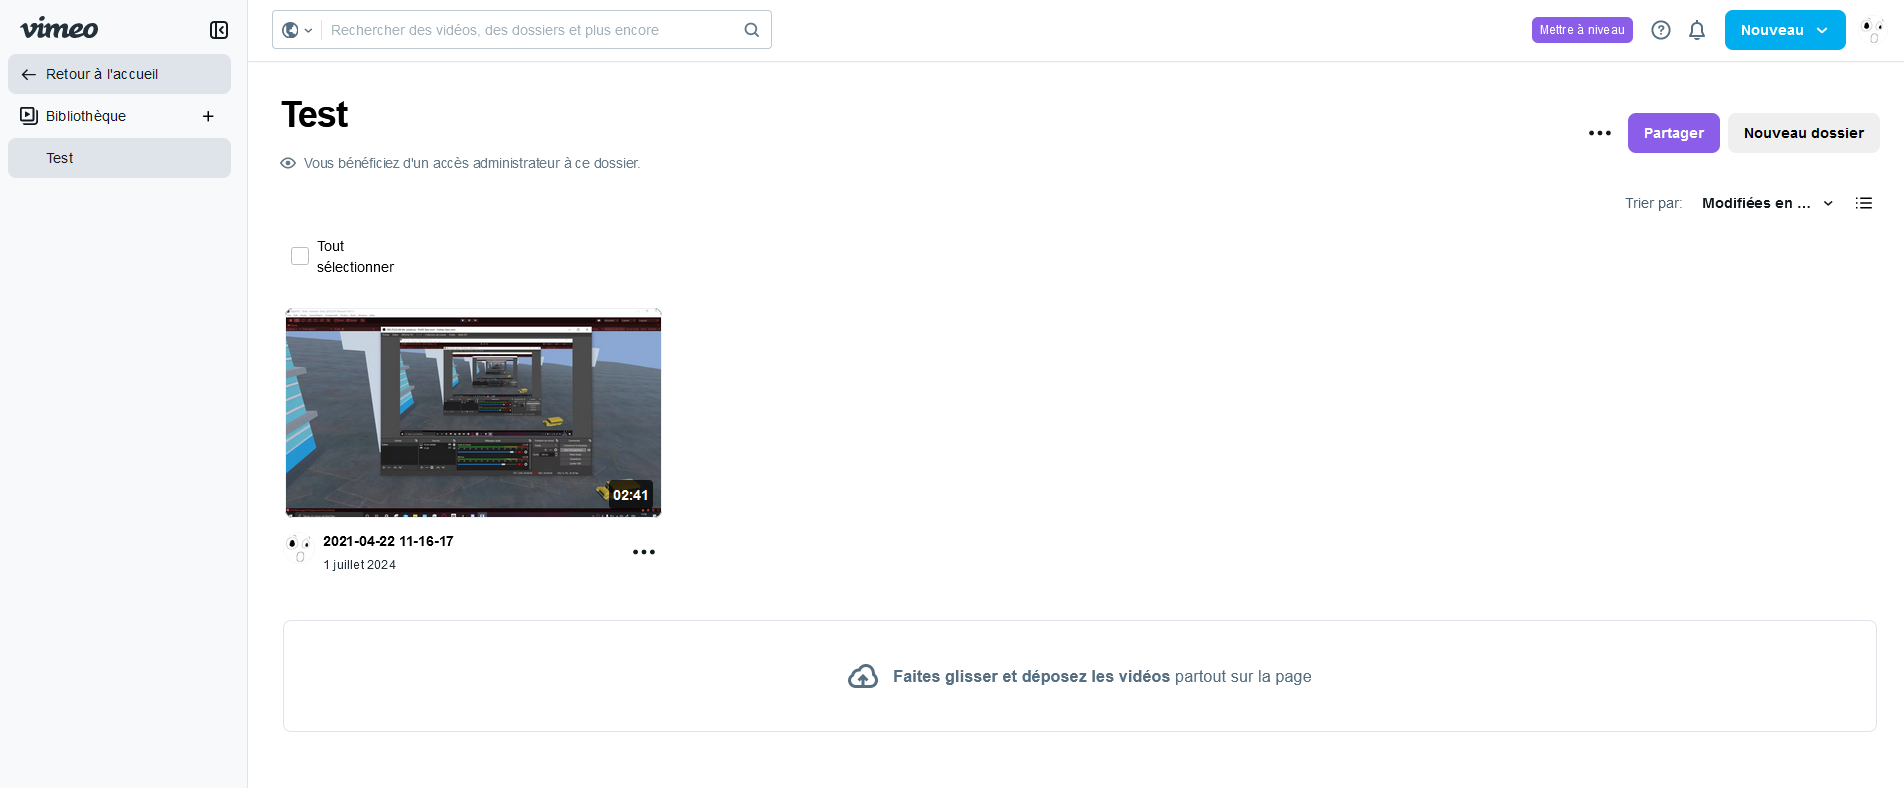 vimeo
Rechercher des vidéos, des dossiers et plus encore
Mettre à niveau
Nouveau
Retour à l'accueil
Bibliothèque
Test
Test
Vous bénéficiez d'un accès administrateur à ce dossier.
Partager
Nouveau dossier
Trier par:
Modifiées en ...
Tout
sélectionner
02:41
2021-04-22 11-16-17
1 juillet 2024
Faites glisser et déposez les vidéos partout sur la page